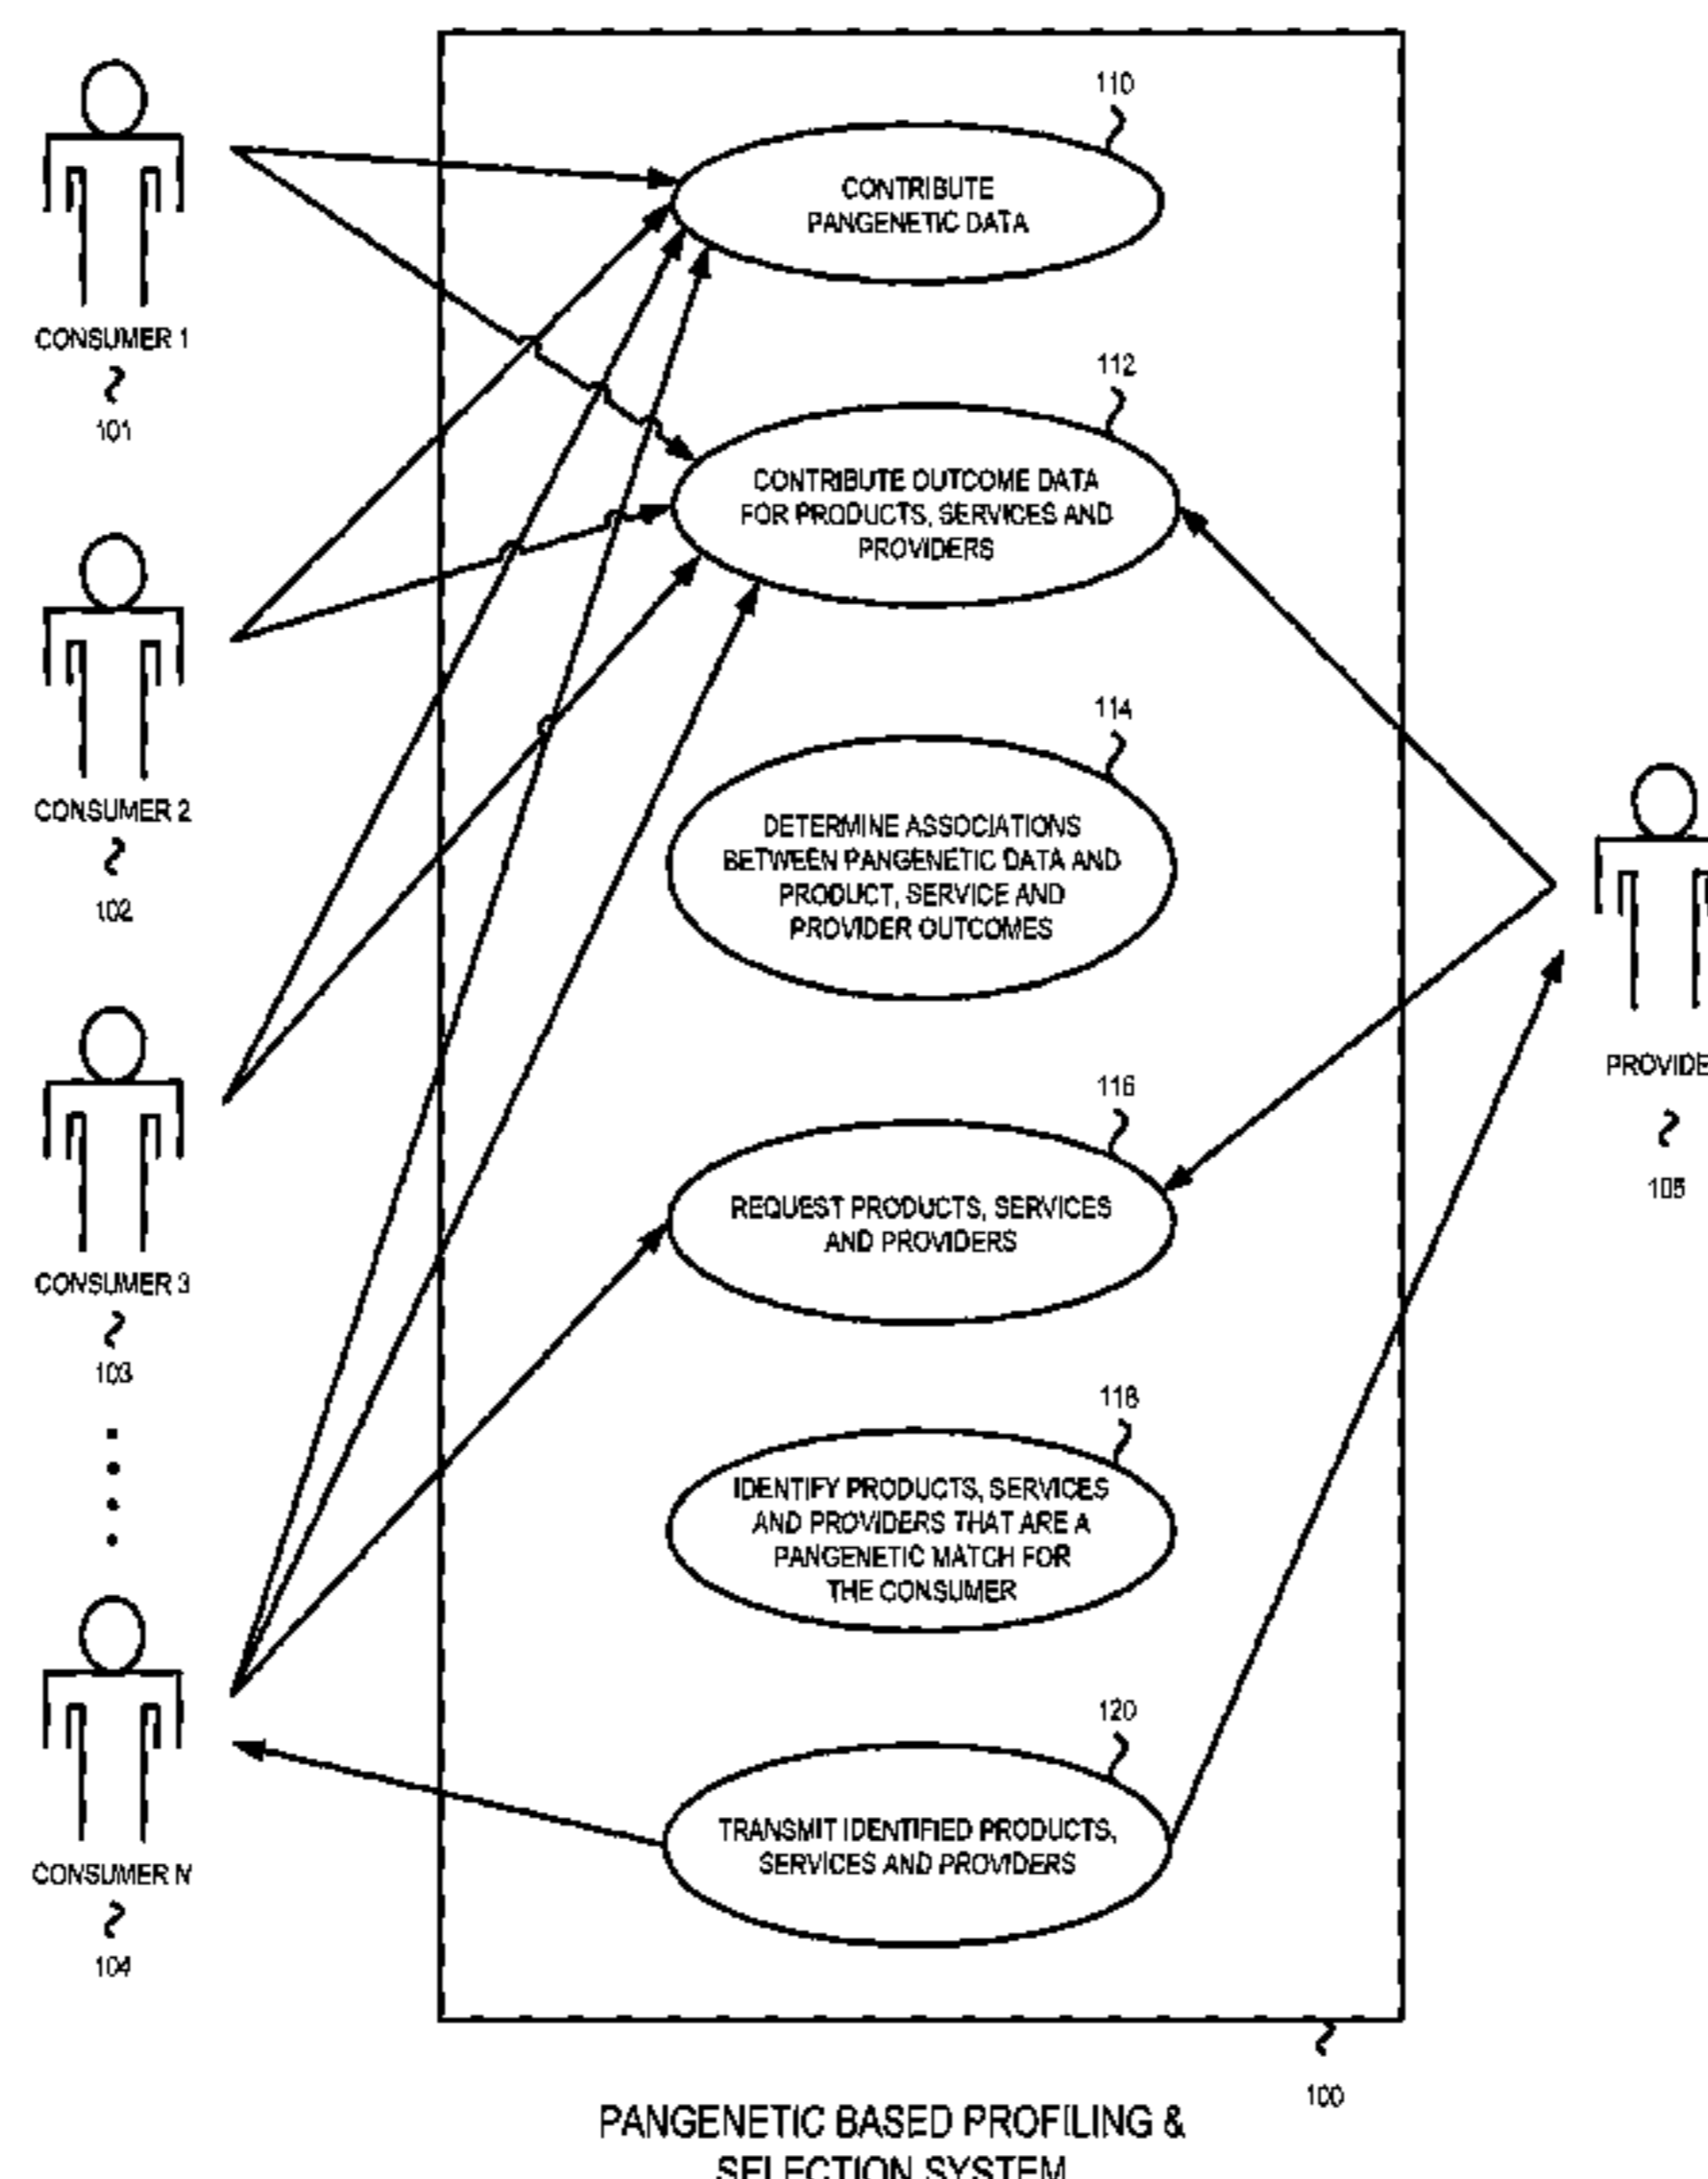 110
CONTRIBUTE
PANGENETIC DATA
CONSUMER 1
101
112
CONTRIBUTE OUTCOME DATA
FOR PRODUCTS, SERVICES AND
PROVIDERS
CONSUMER 2
102
114
DETERMINE ASSOCIATIONS
BETWEEN PANGENETIC DATA AND
PRODUCT, SERVICE AND
PROVIDER OUTCOMES
PROVIDE
105
116
REQUEST PRODUCTS, SERVICES
AND PROVIDERS
CONSUMER 3
103
118
IDENTIFY PRODUCTS, SERVICES
AND PROVIDERS THAT ARE A
PANGENETIC MATCH FOR
THE CONSUMER
120
TRANSMIT IDENTIFIED PRODUCTS,
SERVICES AND PROVIDERS
CONSUMER N
104
100
PANGENETIC BASED PROFILING &
SELECTION SYSTEM